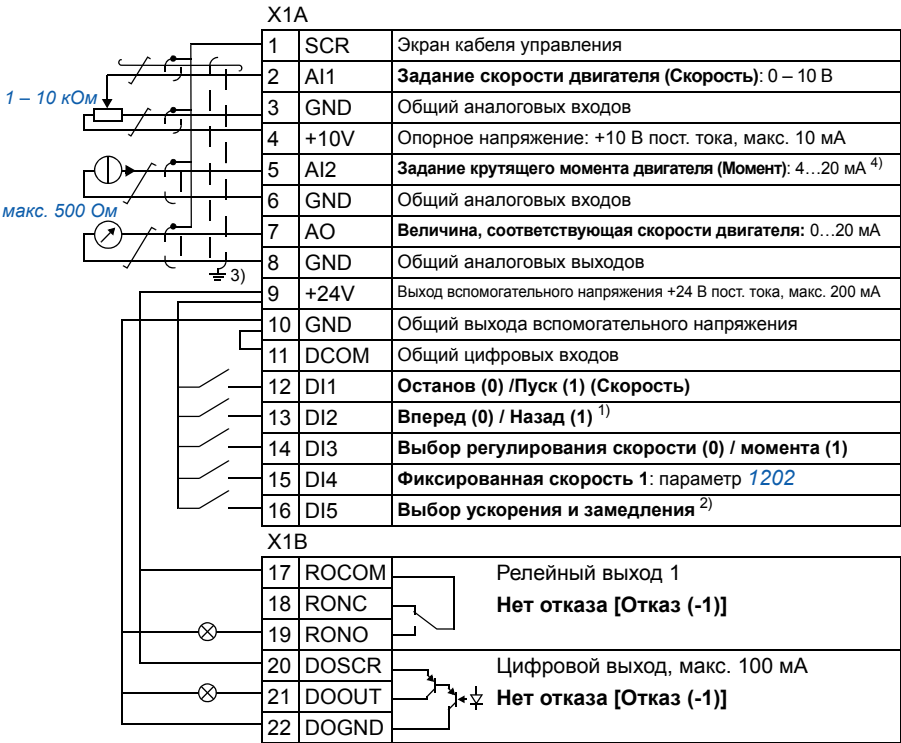 X1A
1 SCR Экран кабеля управления
2 AI1 Задание скорости двигателя (Скорость): 0 – 10 В
1 – 10 кОм
3 GND Общий аналоговых входов
4 +10V Опорное напряжение: +10 В пост. тока, макс. 10 мА
5 AI2 Задание крутящего момента двигателя (Момент): 4…20 мА 4)
6 GND Общий аналоговых входов
макс. 500 Ом
7 AO Величина, соответствующая скорости двигателя: 0…20 мА
8 GND Общий аналоговых выходов
3)
9 +24V Выход вспомогательного напряжения +24 В пост. тока, макс. 200 мА
10 GND Общий выхода вспомогательного напряжения
11 DCOM Общий цифровых входов
12 DI1 Останов (0) /Пуск (1) (Скорость)
13 DI2 Вперед (0) / Назад (1) 1)
14 DI3 Выбор регулирования скорости (0) / момента (1)
15 DI4 Фиксированная скорость 1: параметр 1202
16 DI5 Выбор ускорения и замедления 2)
X1B
17 ROCOM Релейный выход 1
18 RONC Нет отказа [Отказ (-1)]
19 RONO
20 DOSCR Цифровой выход, макс. 100 мА
21 DOOUT Нет отказа [Отказ (-1)]
22 DOGND